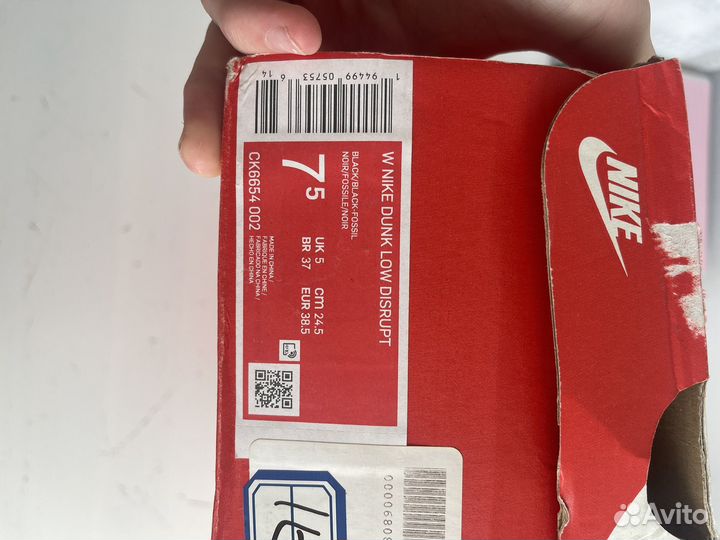 W NIKE DUNK LOW DISRUPT
BLACK/BLACK-FOSSIL
NOIR/FOSSILE/NOIR
1 94499 05753 6 14
7 5
UK 5 cm 24.5
BR 37 EUR 38.5
CK6654 002
MADE IN CHINA /
FABRIQUÉ EN CHINE /
FABRICADO NA CHINA /
HECHO EN CHINA
NIKE
Avito